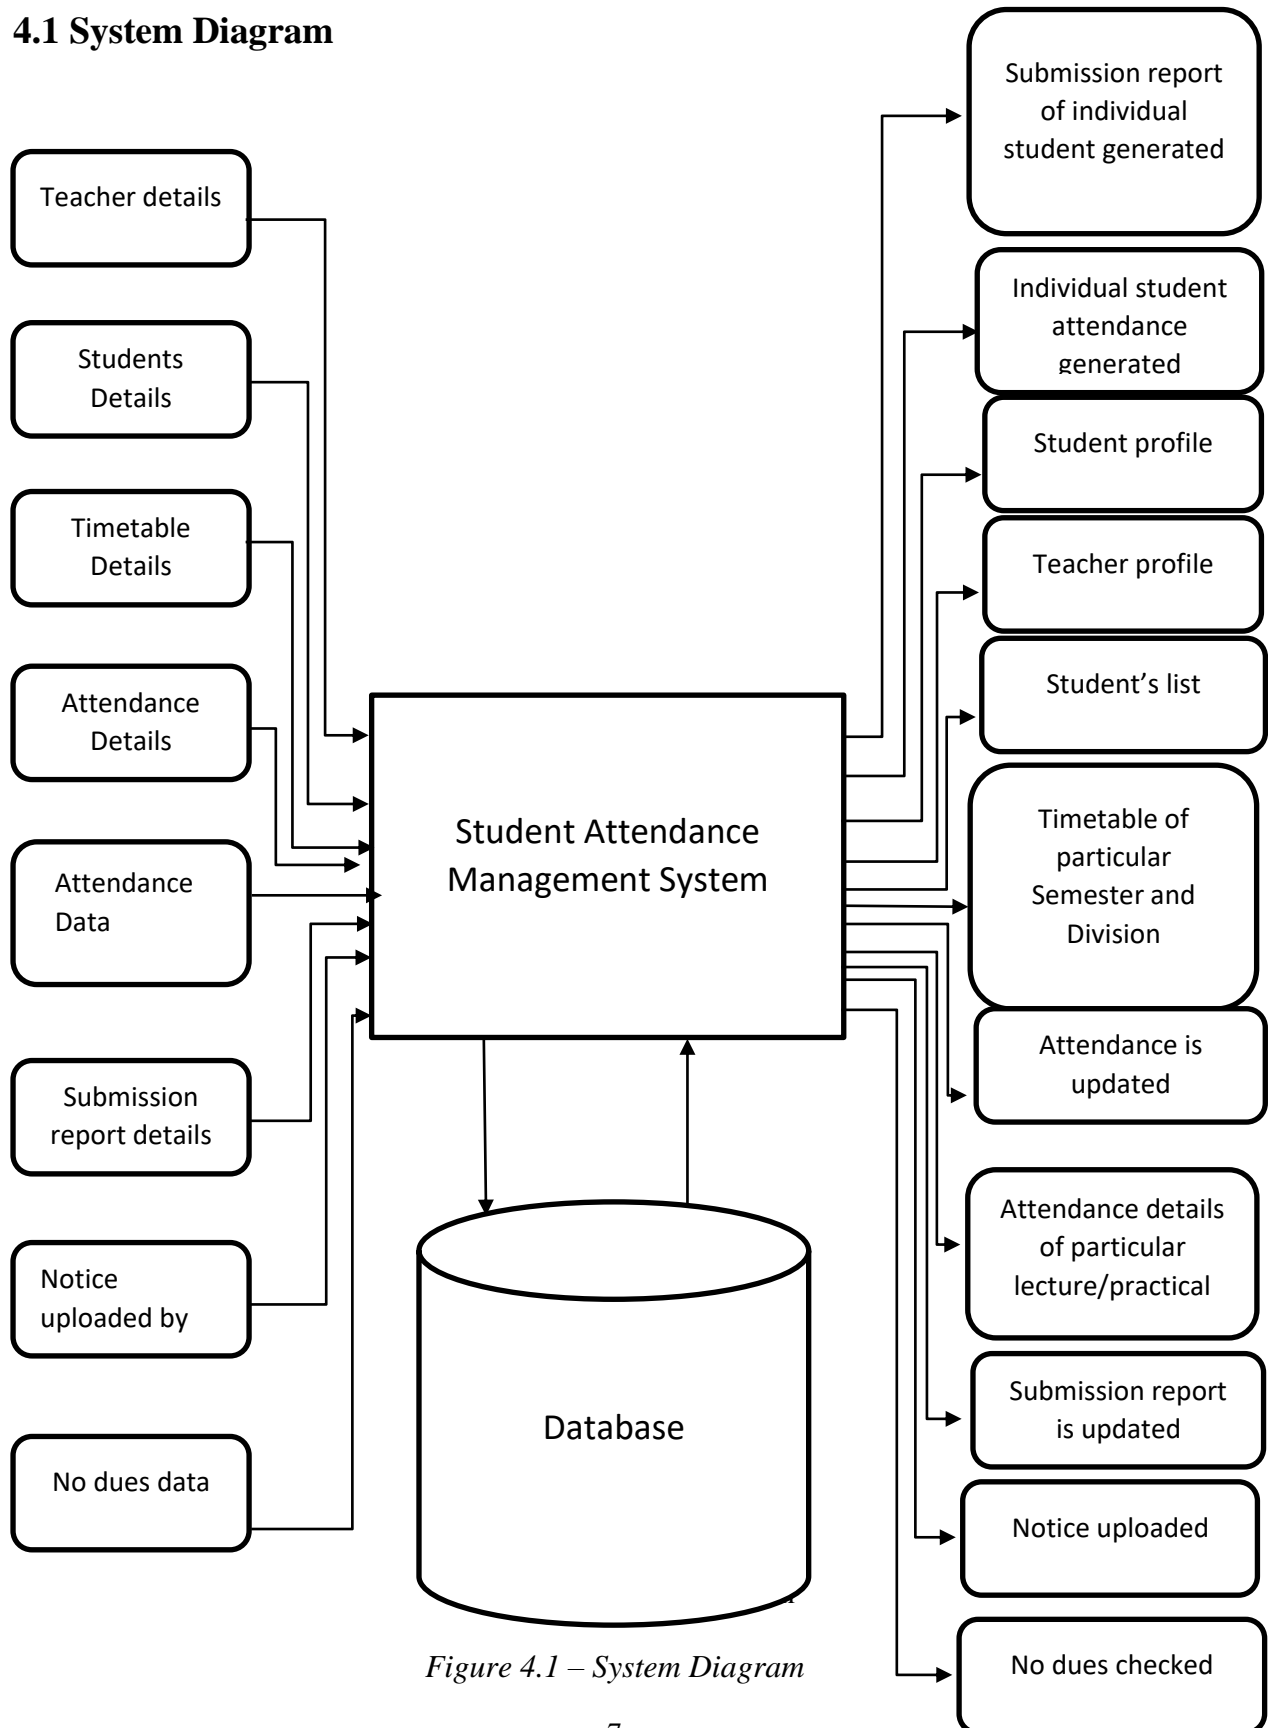 4.1 System Diagram
Teacher details
Students
Details
Timetable
Details
Attendance
Details
Attendance
Data
Submission
report details
Notice
uploaded by
No dues data
Student Attendance
Management System
Database
Submission report
of individual
student generated
Individual student
attendance
generated
Student profile
Teacher profile
Student’s list
Timetable of
particular
Semester and
Division
Attendance is
updated
Attendance details
of particular
lecture/practical
Submission report
is updated
Notice uploaded
No dues checked
Figure 4.1 – System Diagram